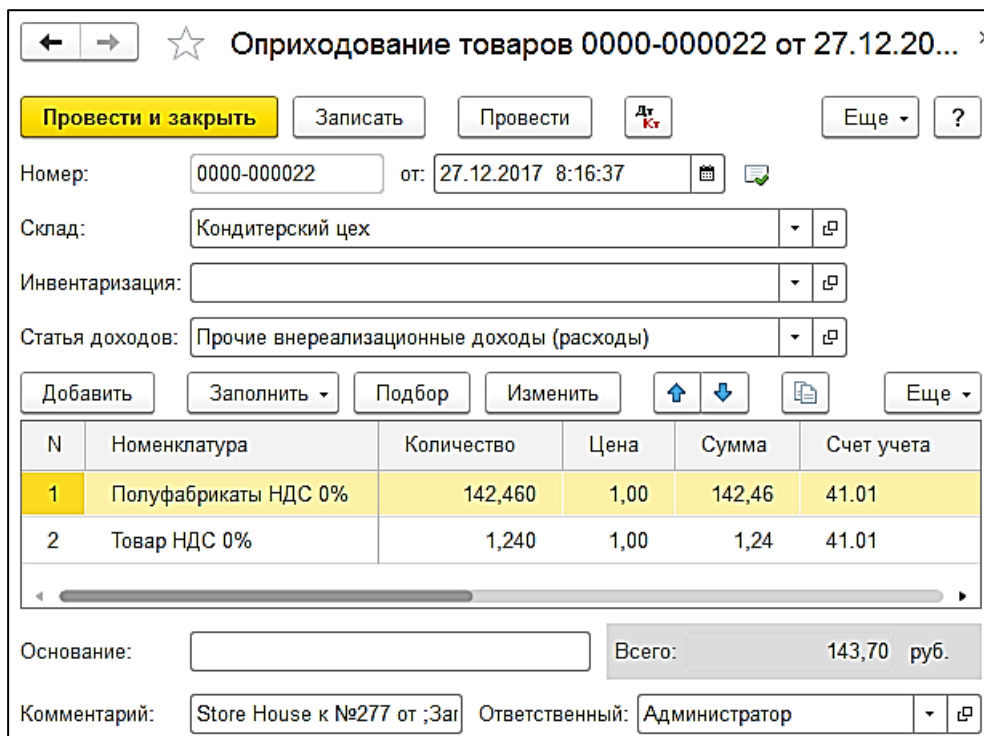 Оприходование товаров 0000-000022 от 27.12.20...
Провести и закрыть Записать Провести Дт Кт Еще ?
Номер: 0000-000022 от: 27.12.2017 8:16:37
Склад: Кондитерский цех
Инвентаризация:
Статья доходов: Прочие внереализационные доходы (расходы)
Добавить Заполнить Подбор Изменить Еще
N Номенклатура Количество Цена Сумма Счет учета
1 Полуфабрикаты НДС 0% 142,460 1,00 142,46 41.01
2 Товар НДС 0% 1,240 1,00 1,24 41.01
Основание: Всего: 143,70 руб.
Комментарий: Store House к №277 от ;Заг Ответственный: Администратор